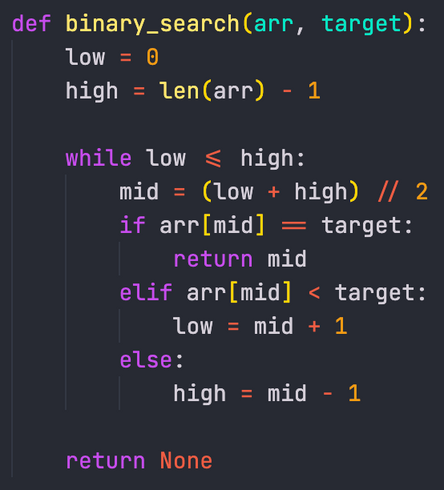 def binary_search(arr, target):
    low = 0
    high = len(arr) - 1

    while low <= high:
        mid = (low + high) // 2
        if arr[mid] == target:
            return mid
        elif arr[mid] < target:
            low = mid + 1
        else:
            high = mid - 1

    return None